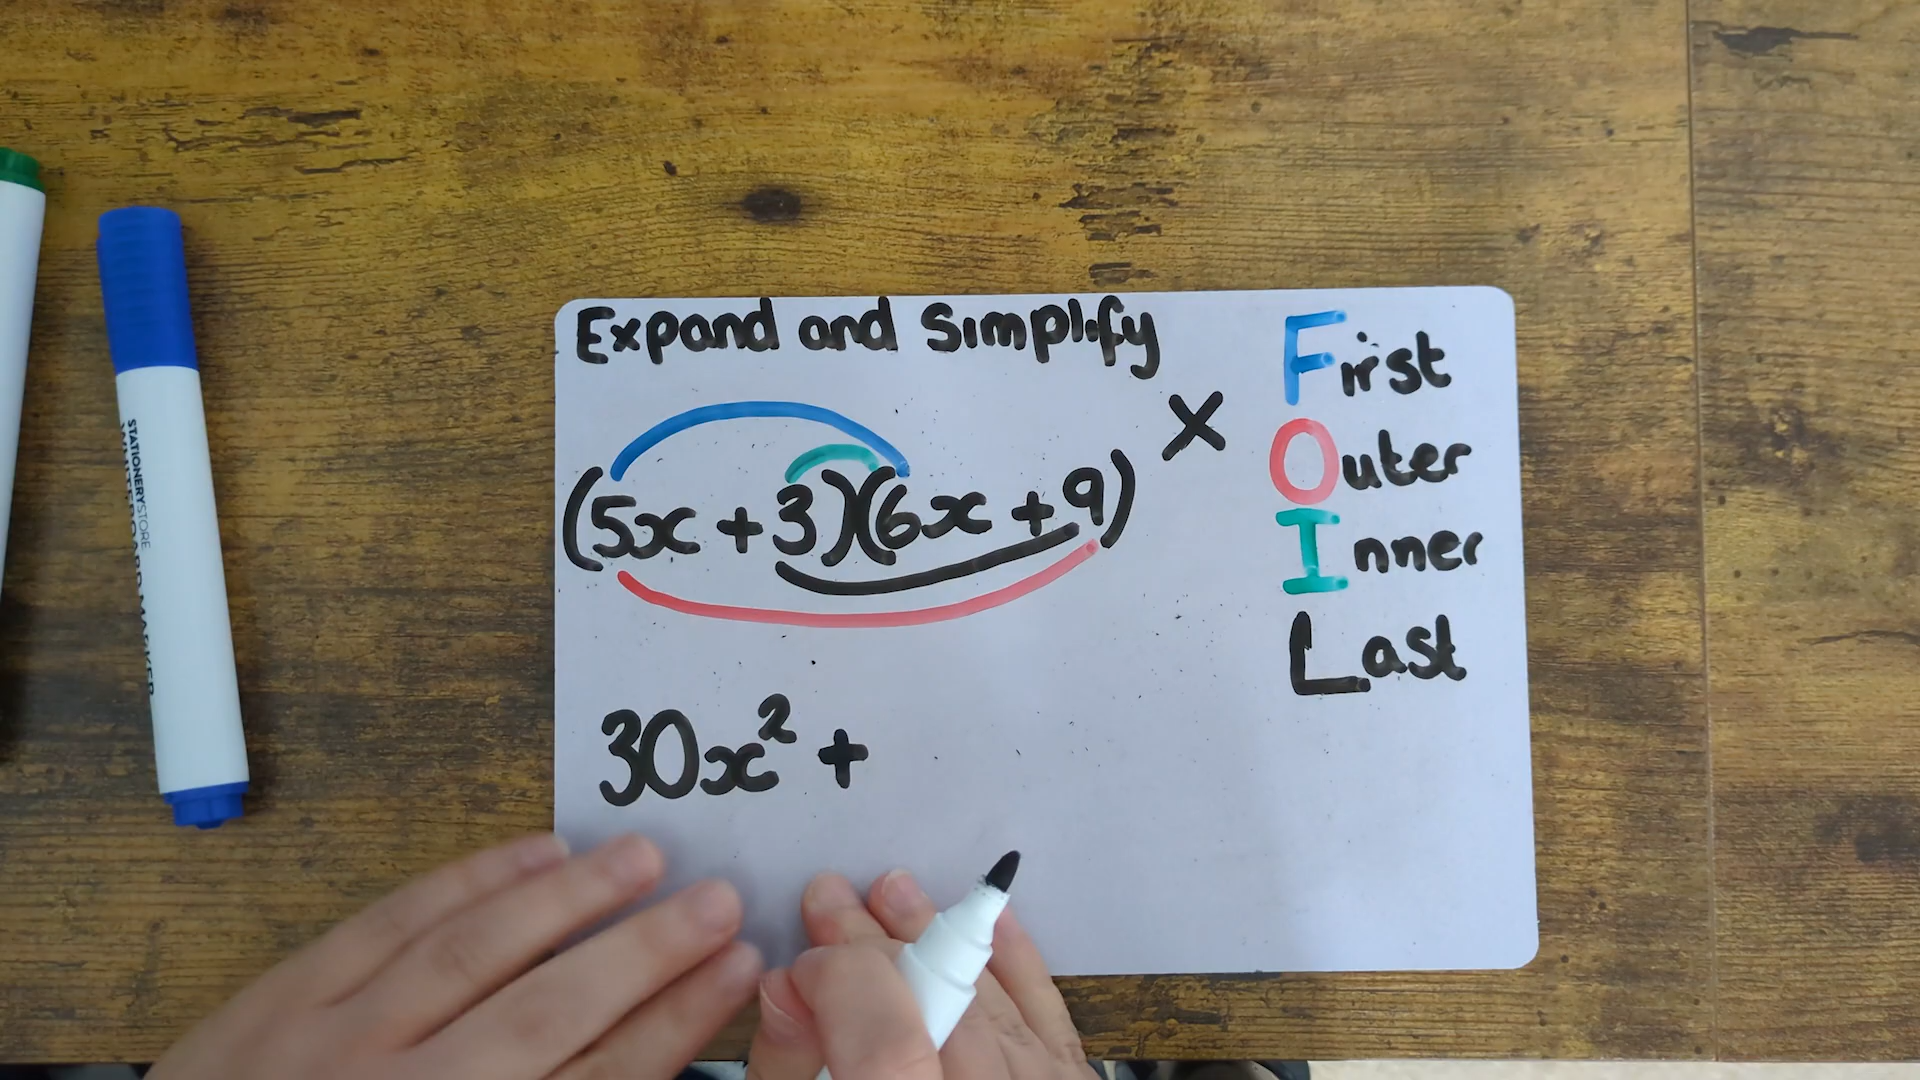 Expand and Simplify
(5x + 3)(6x + 9)
×
First
Outer
Inner
Last
30x² +
STATIONERYSTORE